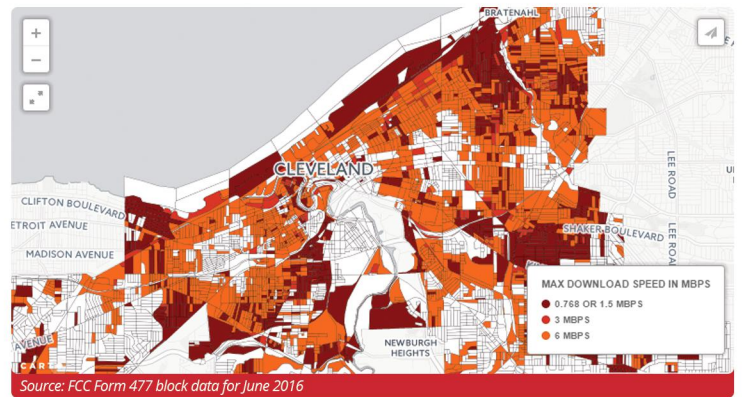 BRATENAHL
CLEVELAND
CLIFTON BOULEVARD
ETROIT AVENUE
MADISON AVENUE
AVENUE
LEE ROAD
SHAKER BOULEVARD
LEE ROA
MAX DOWNLOAD SPEED IN MBPS
0.768 OR 1.5 MBPS
3 MBPS
6 MBPS
NEWBURGH
HEIGHTS
CART
Source: FCC Form 477 block data for June 2016